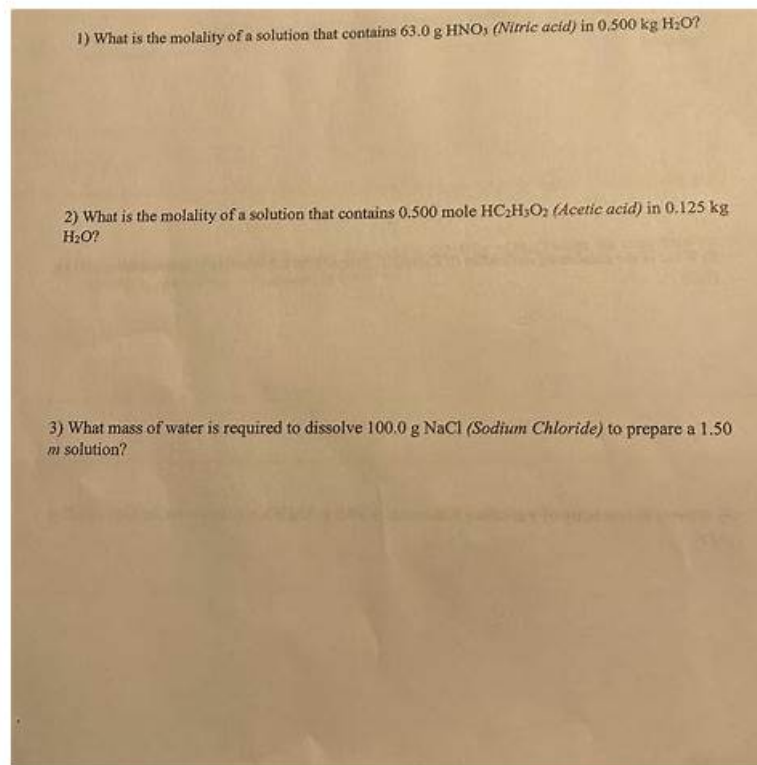 1) What is the molality of a solution that contains 63.0 g HNO₃ (Nitric acid) in 0.500 kg H₂O?
2) What is the molality of a solution that contains 0.500 mole HC₂H₃O₂ (Acetic acid) in 0.125 kg
H₂O?
3) What mass of water is required to dissolve 100.0 g NaCl (Sodium Chloride) to prepare a 1.50
m solution?